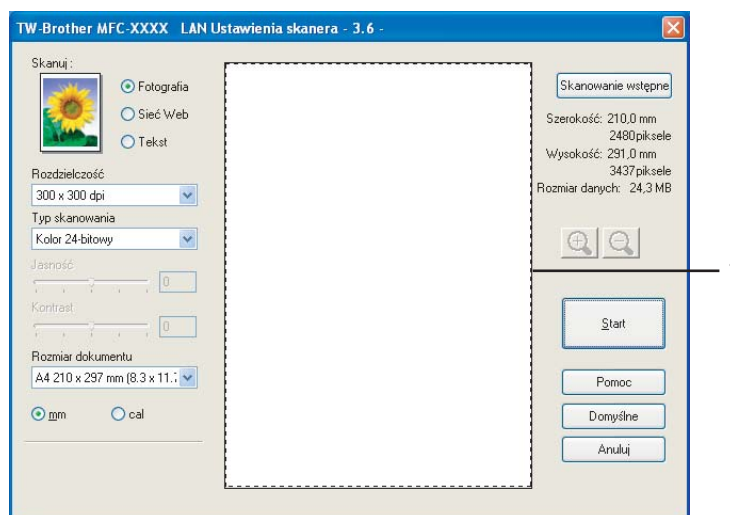 TW-Brother MFC-XXXX LAN Ustawienia skanera - 3.6 -
Skanuj :
Fotografia
Sieć Web
Tekst
Rozdzielczość
300 x 300 dpi
Typ skanowania
Kolor 24-bitowy
Jasność
0
Kontrast
0
Rozmiar dokumentu
A4 210 x 297 mm (8.3 x 11.
mm
cal
Skanowanie wstępne
Szerokość: 210,0 mm
2480piksele
Wysokość: 291,0 mm
3437piksele
Rozmiar danych: 24,3 MB
Start
Pomoc
Domyślne
Anuluj